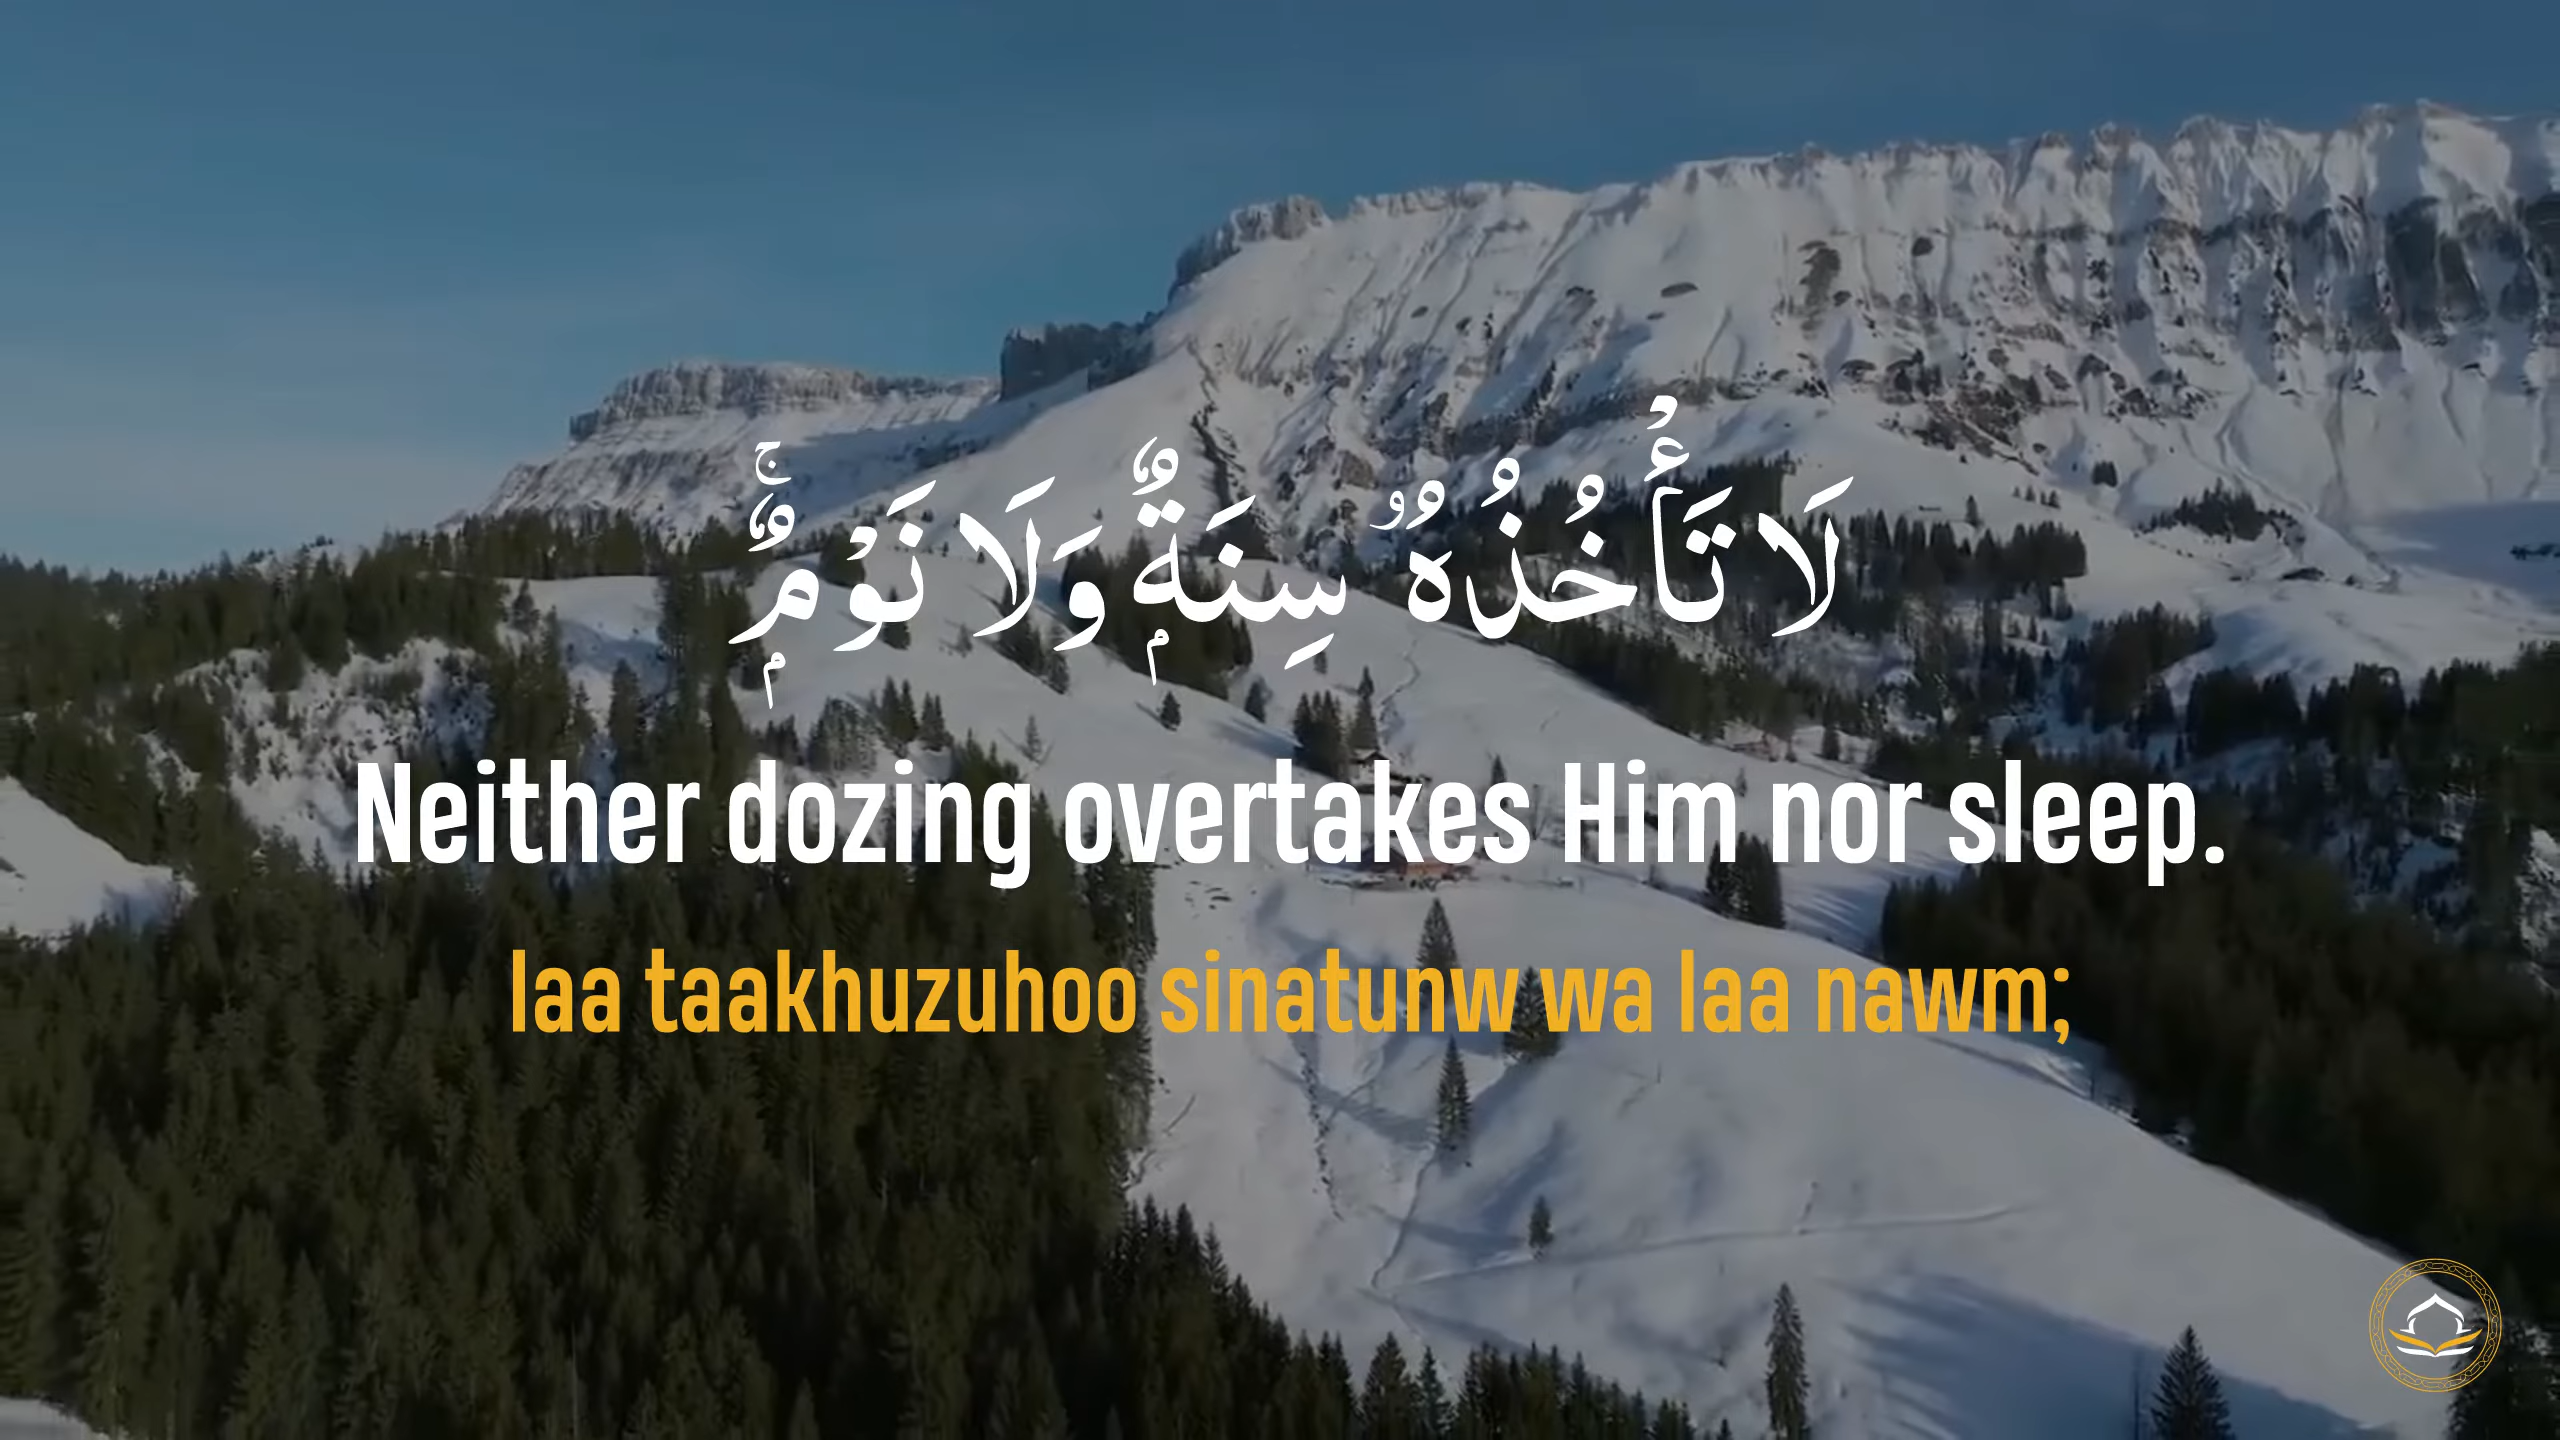 لَا تَأْخُذُهٗ سِنَةٌ وَّلَا نَوْمٌ ۚ
Neither dozing overtakes Him nor sleep.
laa taakhuzuhoo sinatunw wa laa nawm;